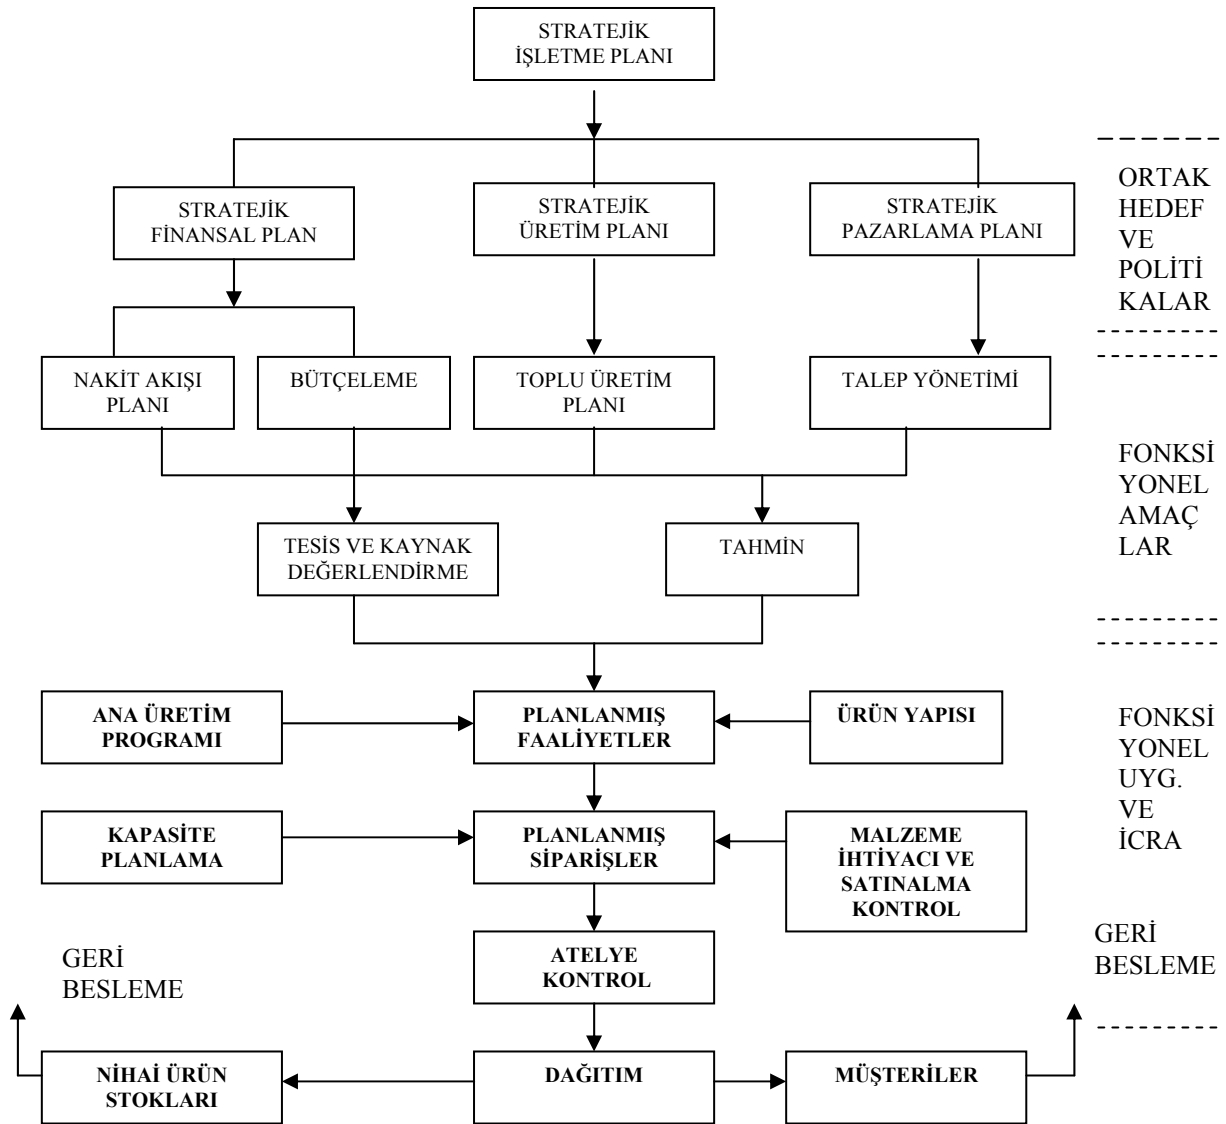 STRATEJİK
İŞLETME PLANI
STRATEJİK
FİNANSAL PLAN
STRATEJİK
ÜRETİM PLANI
STRATEJİK
PAZARLAMA PLANI
ORTAK
HEDEF
VE
POLİTİ
KALAR
NAKİT AKIŞI
PLANI
BÜTÇELEME
TOPLU ÜRETİM
PLANI
TALEP YÖNETİMİ
TESİS VE KAYNAK
DEĞERLENDİRME
TAHMİN
FONKSİ
YONEL
AMAÇ
LAR
ANA ÜRETİM
PROGRAMI
PLANLANMIŞ
FAALİYETLER
ÜRÜN YAPISI
KAPASİTE
PLANLAMA
PLANLANMIŞ
SİPARİŞLER
MALZEME
İHTİYACI VE
SATINALMA
KONTROL
FONKSİ
YONEL
UYG.
VE
İCRA
GERİ
BESLEME
ATELYE
KONTROL
GERİ
BESLEME
NİHAİ ÜRÜN
STOKLARI
DAĞITIM
MÜŞTERİLER